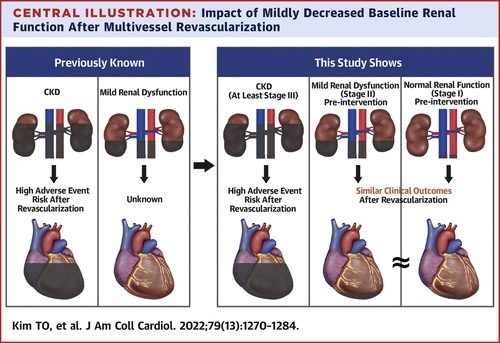 CENTRAL ILLUSTRATION: Impact of Mildly Decreased Baseline Renal
Function After Multivessel Revascularization
Previously Known
CKD
High Adverse Event
Risk After
Revascularization
Mild Renal Dysfunction
Unknown
This Study Shows
CKD
(At Least Stage III)
High Adverse Event
Risk After
Revascularization
Mild Renal Dysfunction
(Stage II)
Pre-intervention
Normal Renal Function
(Stage I)
Pre-intervention
Similar Clinical Outcomes
After Revascularization
≈
Kim TO, et al. J Am Coll Cardiol. 2022;79(13):1270–1284.